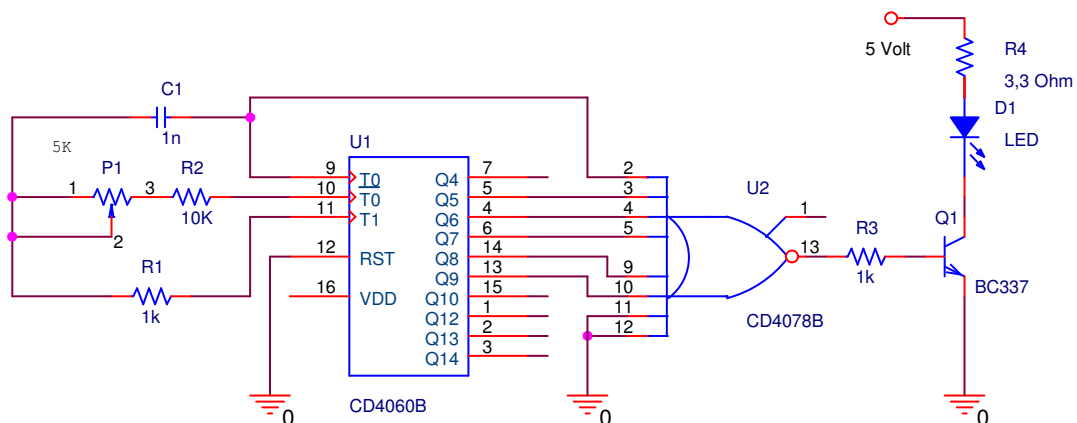 5 Volt
R4
3,3 Ohm
D1
LED
C1
1n
5K
P1
1
3
2
R2
10K
R1
1k
U1
9
T0
10
T0
11
T1
12
RST
16
VDD
Q4
7
Q5
5
Q6
4
Q7
6
Q8
14
Q9
13
Q10
15
Q12
1
Q13
2
Q14
3
CD4060B
0
2
3
4
5
9
10
11
12
0
U2
1
13
CD4078B
R3
1k
Q1
BC337
0